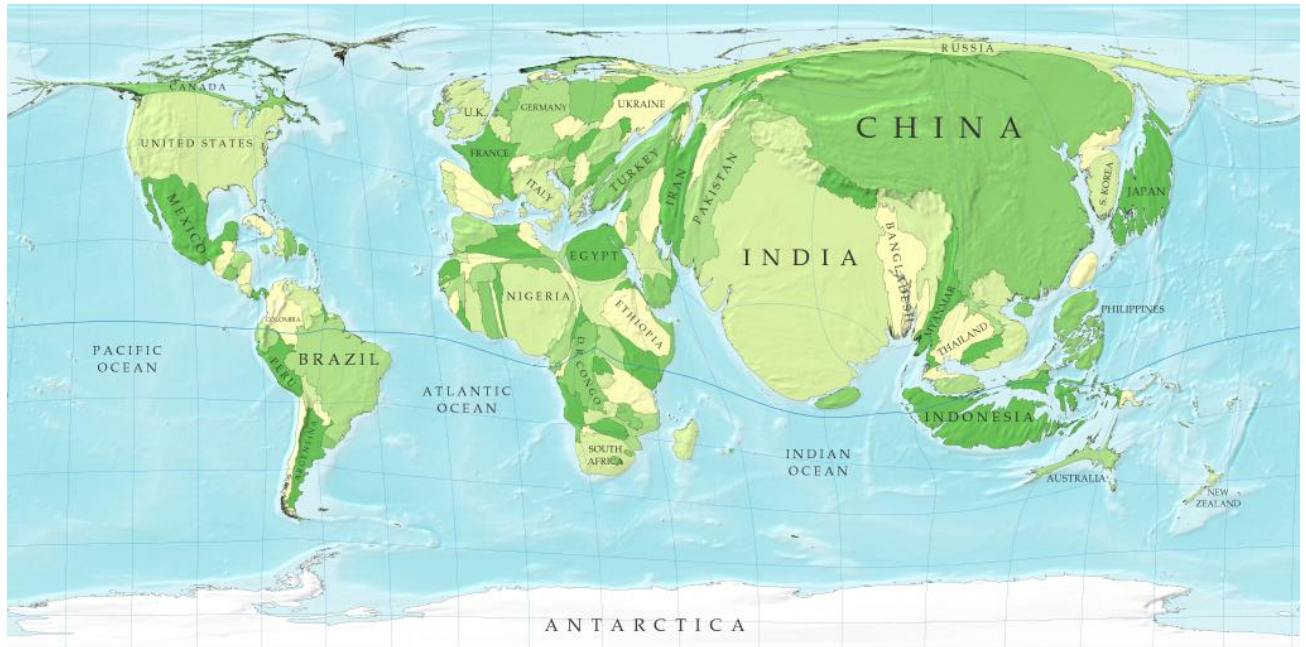 RUSSIA
CANADA
UNITED STATES
MEXICO
COLOMBIA
PERU
BRAZIL
ARGENTINA
PACIFIC
OCEAN
ATLANTIC
OCEAN
U.K.
GERMANY
UKRAINE
FRANCE
ITALY
TURKEY
IRAN
PAKISTAN
EGYPT
NIGERIA
ETHIOPIA
D R CONGO
SOUTH
AFRICA
CHINA
INDIA
BANGLADESH
MYANMAR
THAILAND
S. KOREA
JAPAN
PHILIPPINES
INDONESIA
INDIAN
OCEAN
AUSTRALIA
NEW
ZEALAND
ANTARCTICA